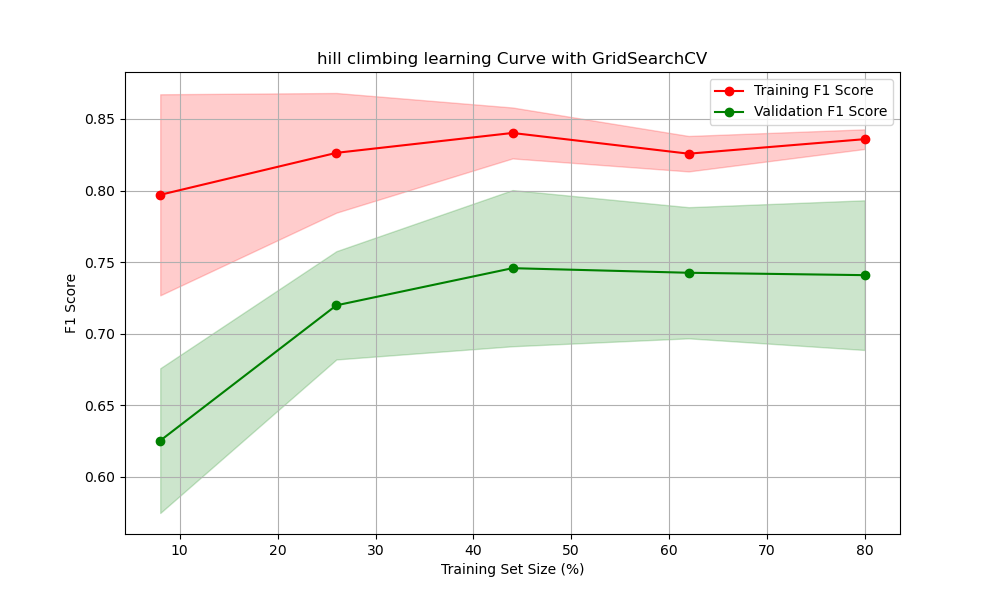 hill climbing learning Curve with GridSearchCV
Training F1 Score
Validation F1 Score
0.85
0.80
0.75
0.70
0.65
0.60
F1 Score
10 20 30 40 50 60 70 80
Training Set Size (%)